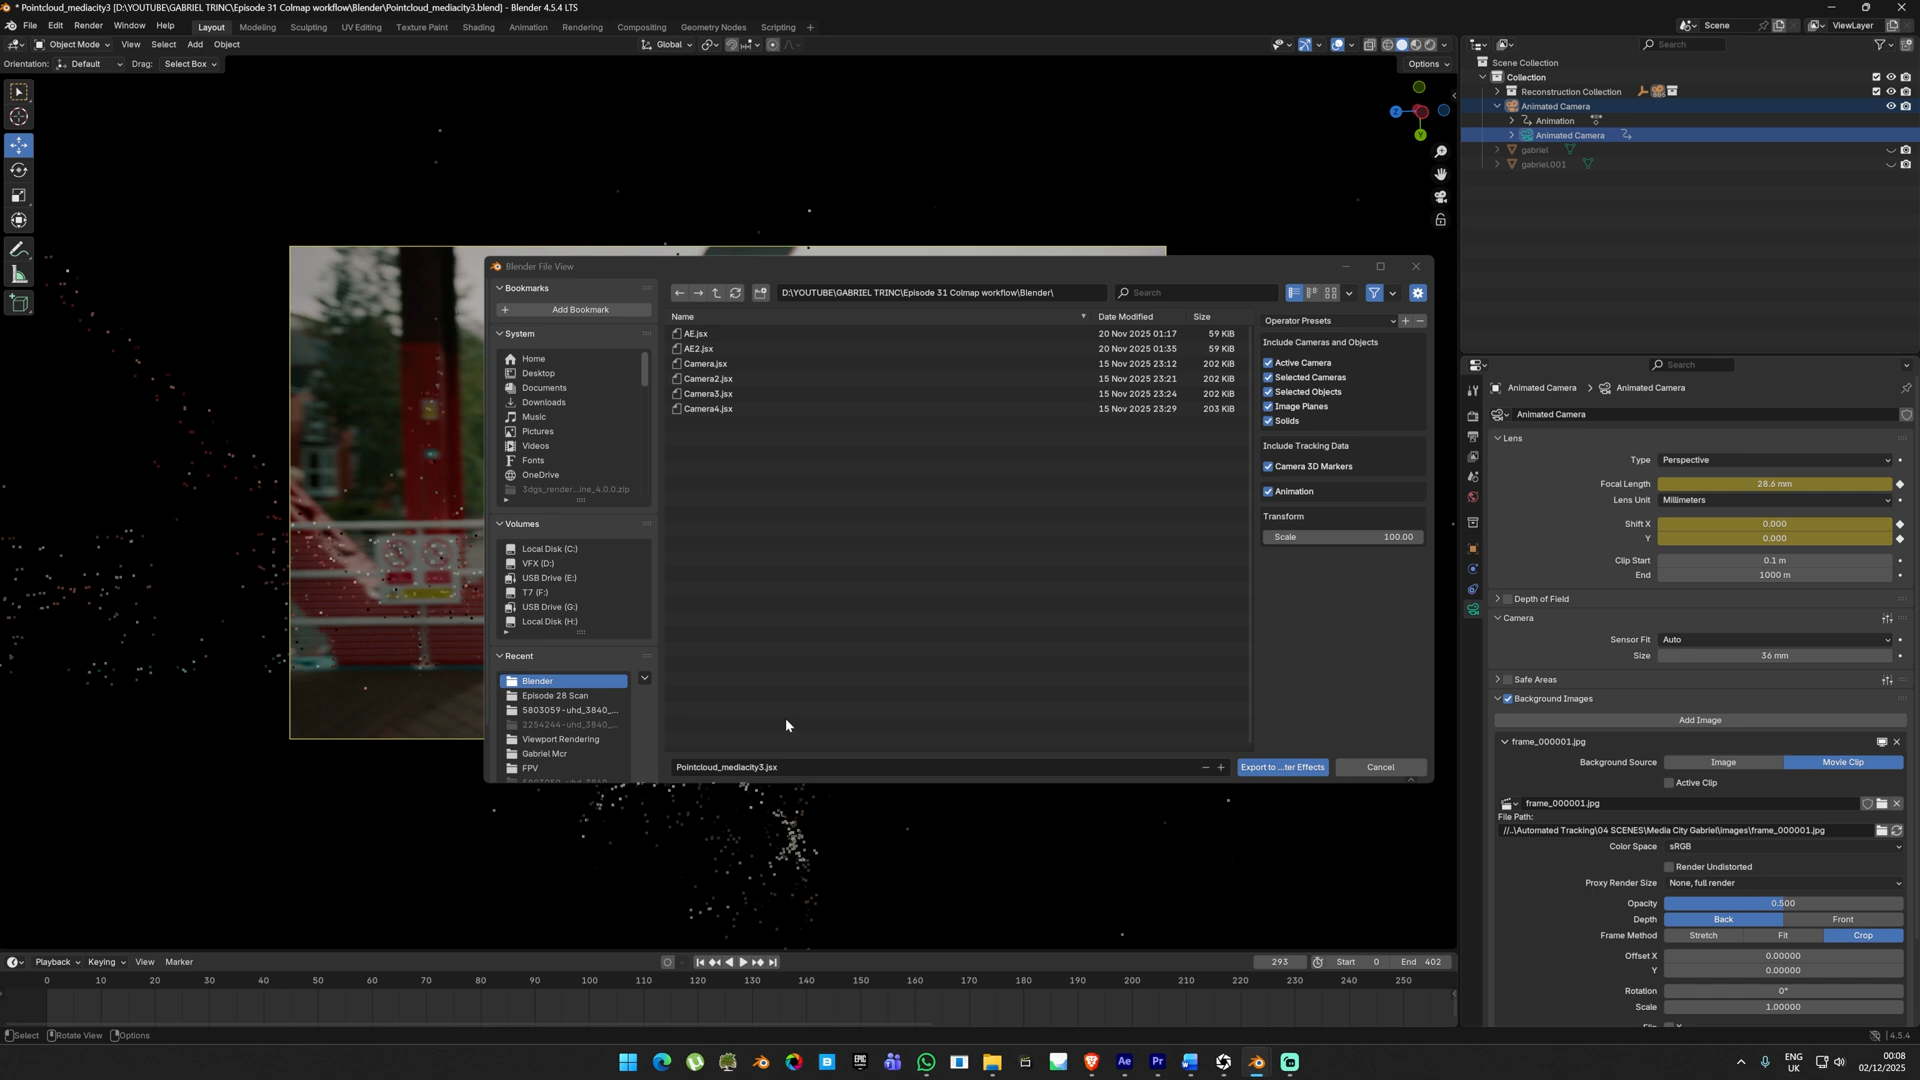 * Pointcloud_mediacity3 [D:\YOUTUBE\GABRIEL TRINC\Episode 31 Colmap workflow\Blender\Pointcloud_mediacity3.blend] - Blender 4.5.4 LTS
File Edit Render Window Help
Layout Modeling Sculpting UV Editing Texture Paint Shading Animation Rendering Compositing Geometry Nodes Scripting +
Scene ViewLayer
Object Mode View Select Add Object
Global
Search
Orientation: Default Drag: Select Box
Options
Scene Collection
Collection
Reconstruction Collection
Animated Camera
Animation
Animated Camera
gabriel
gabriel.001
Z
Y
Blender File View
Bookmarks
Add Bookmark
System
Home
Desktop
Documents
Downloads
Music
Pictures
Videos
Fonts
OneDrive
3dgs_render...ine_4.0.0.zip
Volumes
Local Disk (C:)
VFX (D:)
USB Drive (E:)
T7 (F:)
USB Drive (G:)
Local Disk (H:)
Recent
Blender
Episode 28 Scan
5803059-uhd_3840_...
2254244-uhd_3840_...
Viewport Rendering
Gabriel Mcr
FPV
D:\YOUTUBE\GABRIEL TRINC\Episode 31 Colmap workflow\Blender\
Search
Name Date Modified Size
AE.jsx 20 Nov 2025 01:17 59 KiB
AE2.jsx 20 Nov 2025 01:35 59 KiB
Camera.jsx 15 Nov 2025 23:12 202 KiB
Camera2.jsx 15 Nov 2025 23:21 202 KiB
Camera3.jsx 15 Nov 2025 23:24 202 KiB
Camera4.jsx 15 Nov 2025 23:29 203 KiB
Operator Presets
Include Cameras and Objects
Active Camera
Selected Cameras
Selected Objects
Image Planes
Solids
Include Tracking Data
Camera 3D Markers
Animation
Transform
Scale 100.00
Pointcloud_mediacity3.jsx
Export to ...ter Effects Cancel
Search
Animated Camera > Animated Camera
Animated Camera
Lens
Type Perspective
Focal Length 28.6 mm
Lens Unit Millimeters
Shift X 0.000
Y 0.000
Clip Start 0.1 m
End 1000 m
Depth of Field
Camera
Sensor Fit Auto
Size 36 mm
Safe Areas
Background Images
Add Image
frame_000001.jpg
Background Source Image Movie Clip
Active Clip
frame_000001.jpg
File Path:
//..\Automated Tracking\04 SCENES\Media City Gabriel\images\frame_000001.jpg
Color Space sRGB
Render Undistorted
Proxy Render Size None, full render
Opacity 0.500
Depth Back Front
Frame Method Stretch Fit Crop
Offset X 0.00000
Y 0.00000
Rotation 0°
Scale 1.00000
Playback Keying View Marker
293 Start 0 End 402
0 10 20 30 40 50 60 70 80 90 100 110 120 130 140 150 160 170 180 190 200 210 220 230 240 250
Select Rotate View Options
4.5.4
ENG
UK
00:08
02/12/2025